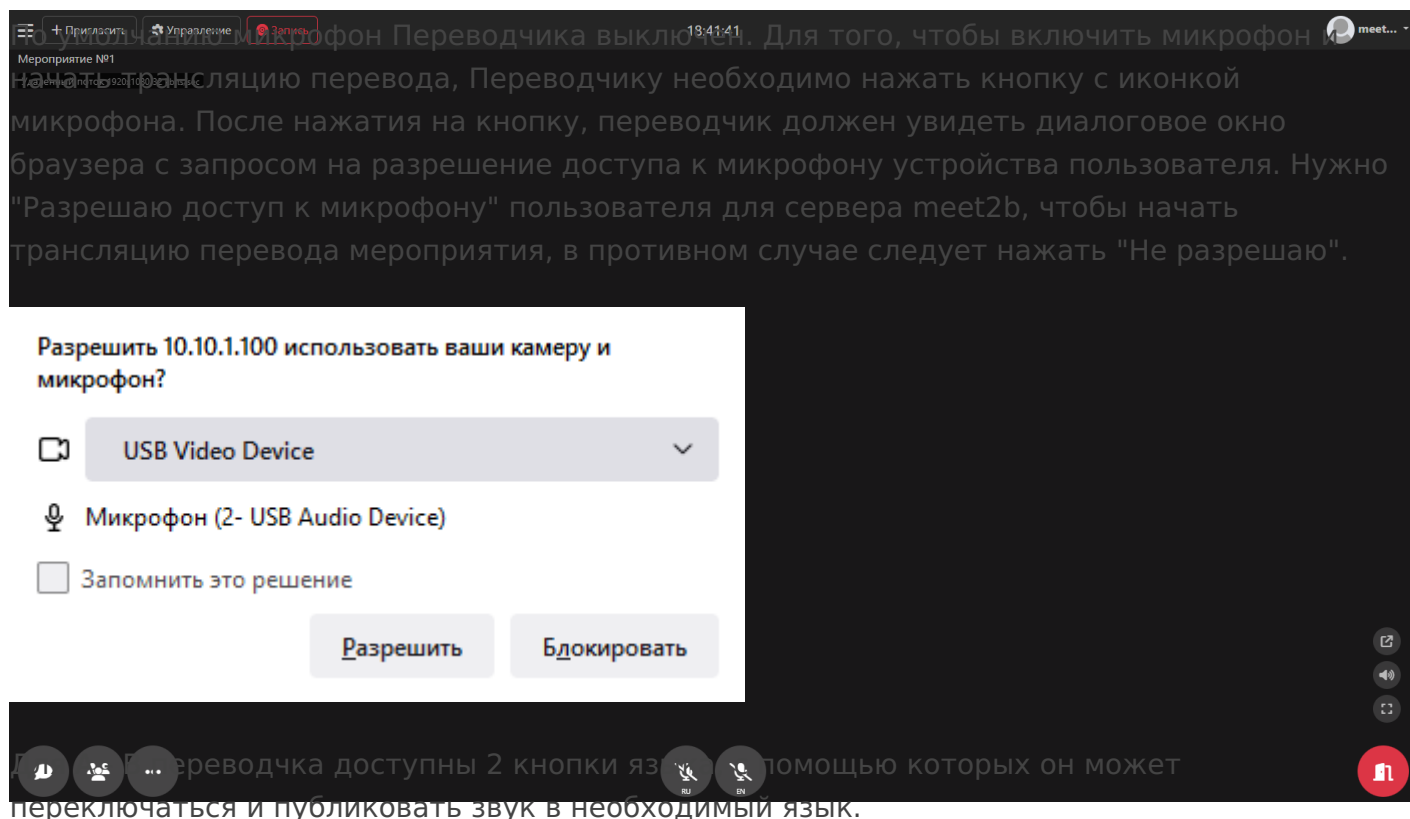 + Пригласить Управление Запись 18:41:41 meet...
По умолчанию микрофон Переводчика выключен. Для того, чтобы включить микрофон и
Мероприятие №1
начать трансляцию перевода, Переводчику необходимо нажать кнопку с иконкой
микрофона. После нажатия на кнопку, переводчик должен увидеть диалоговое окно
браузера с запросом на разрешение доступа к микрофону устройства пользователя. Нужно
"Разрешаю доступ к микрофону" пользователя для сервера meet2b, чтобы начать
трансляцию перевода мероприятия, в противном случае следует нажать "Не разрешаю".
Разрешить 10.10.1.100 использовать ваши камеру и
микрофон?
USB Video Device
Микрофон (2- USB Audio Device)
Запомнить это решение
Разрешить Блокировать
доступны 2 кнопки помощью которых он может
RU EN
переключаться и публиковать звук в необходимый язык.